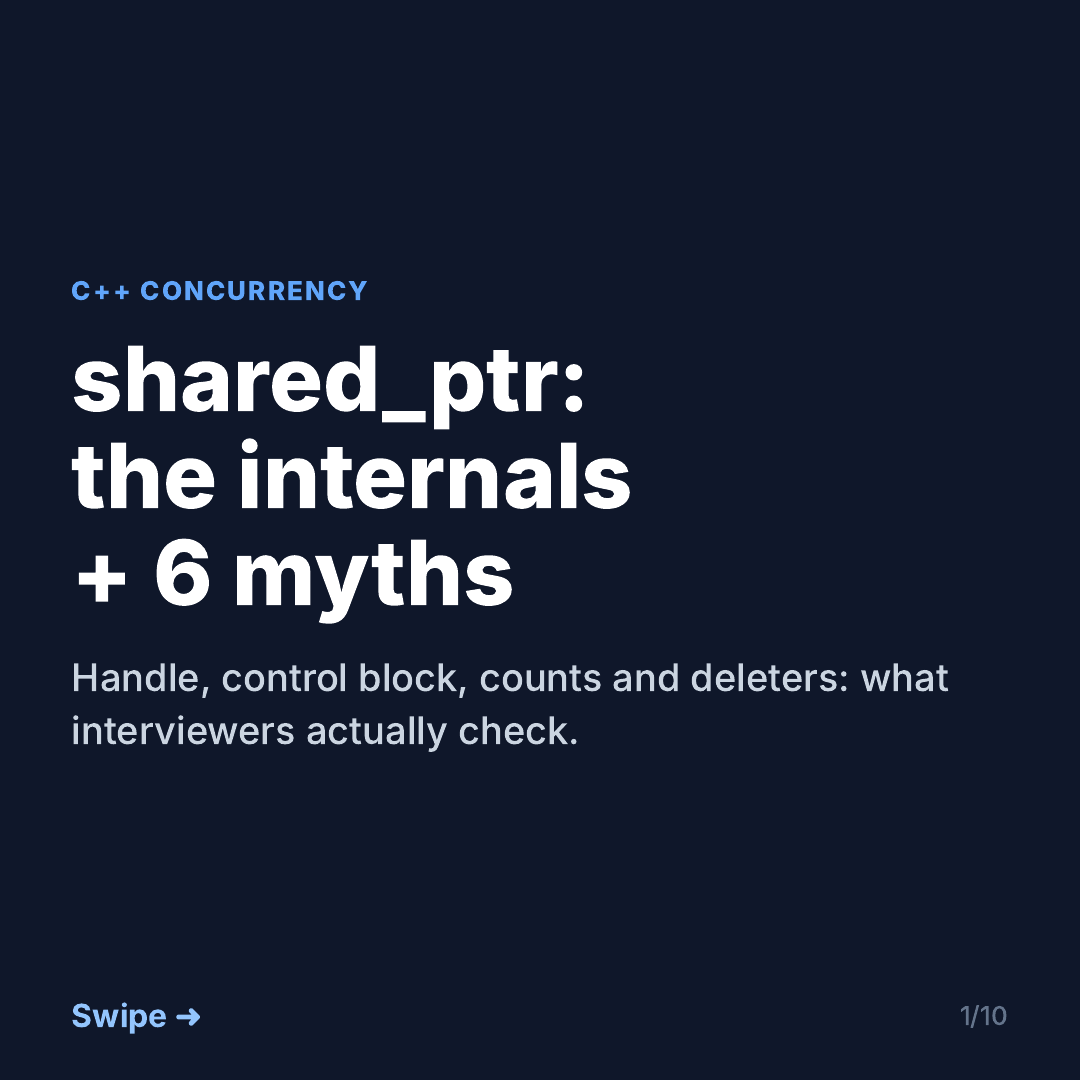 C++ CONCURRENCY
shared_ptr:
the internals
+ 6 myths
Handle, control block, counts and deleters: what
interviewers actually check.
Swipe ➜
1/10